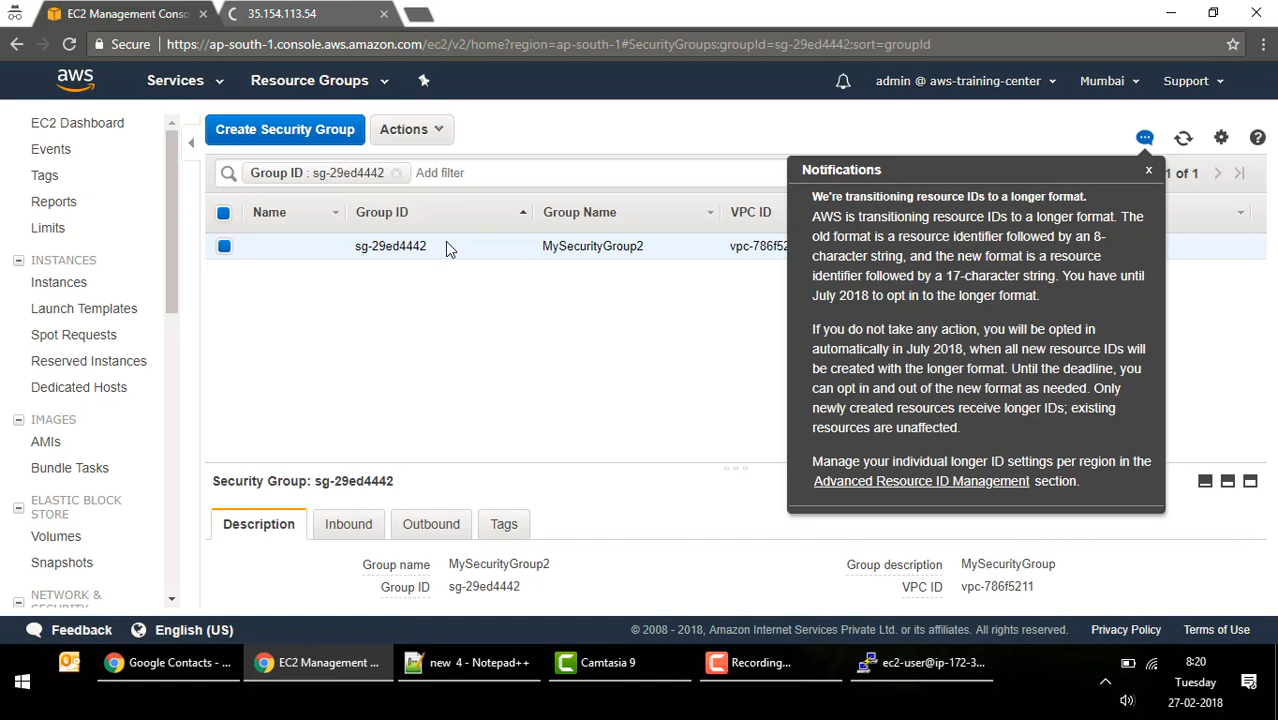 EC2 Management Conso
35.154.113.54
Secure
https://ap-south-1.console.aws.amazon.com/ec2/v2/home?region=ap-south-1#SecurityGroups:groupId=sg-29ed4442;sort=groupId
aws
Services
Resource Groups
admin @ aws-training-center
Mumbai
Support
EC2 Dashboard
Events
Tags
Reports
Limits
INSTANCES
Instances
Launch Templates
Spot Requests
Reserved Instances
Dedicated Hosts
IMAGES
AMIs
Bundle Tasks
ELASTIC BLOCK
STORE
Volumes
Snapshots
NETWORK &
SECURITY
Create Security Group
Actions
Group ID : sg-29ed4442
Add filter
1 of 1
Name
Group ID
Group Name
VPC ID
sg-29ed4442
MySecurityGroup2
vpc-786f52
Notifications
x
We're transitioning resource IDs to a longer format.
AWS is transitioning resource IDs to a longer format. The
old format is a resource identifier followed by an 8-
character string, and the new format is a resource
identifier followed by a 17-character string. You have until
July 2018 to opt in to the longer format.
If you do not take any action, you will be opted in
automatically in July 2018, when all new resource IDs will
be created with the longer format. Until the deadline, you
can opt in and out of the new format as needed. Only
newly created resources receive longer IDs; existing
resources are unaffected.
Manage your individual longer ID settings per region in the
Advanced Resource ID Management section.
Security Group: sg-29ed4442
Description
Inbound
Outbound
Tags
Group name
MySecurityGroup2
Group description
MySecurityGroup
Group ID
sg-29ed4442
VPC ID
vpc-786f5211
Feedback
English (US)
© 2008 - 2018, Amazon Internet Services Private Ltd. or its affiliates. All rights reserved.
Privacy Policy
Terms of Use
Google Contacts - ...
EC2 Management ...
new 4 - Notepad++
Camtasia 9
Recording...
ec2-user@ip-172-3...
8:20
Tuesday
27-02-2018